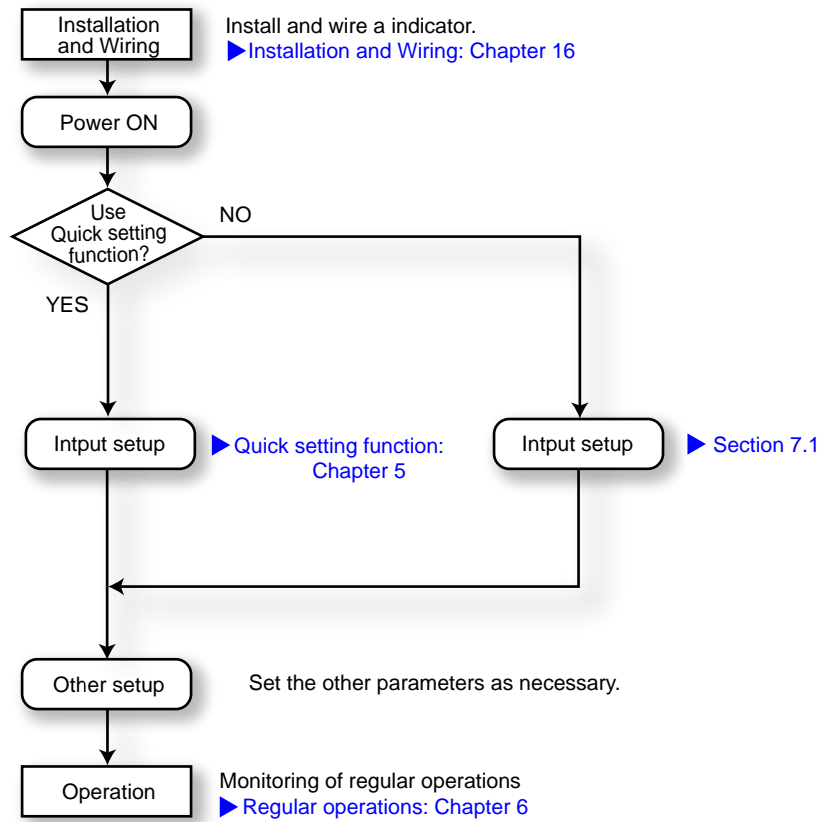 Installation
and Wiring
Install and wire a indicator.
▶Installation and Wiring: Chapter 16
Power ON
Use
Quick setting
function?
NO
YES
Intput setup
▶Quick setting function:
Chapter 5
Intput setup
▶ Section 7.1
Other setup
Set the other parameters as necessary.
Operation
Monitoring of regular operations
▶Regular operations: Chapter 6